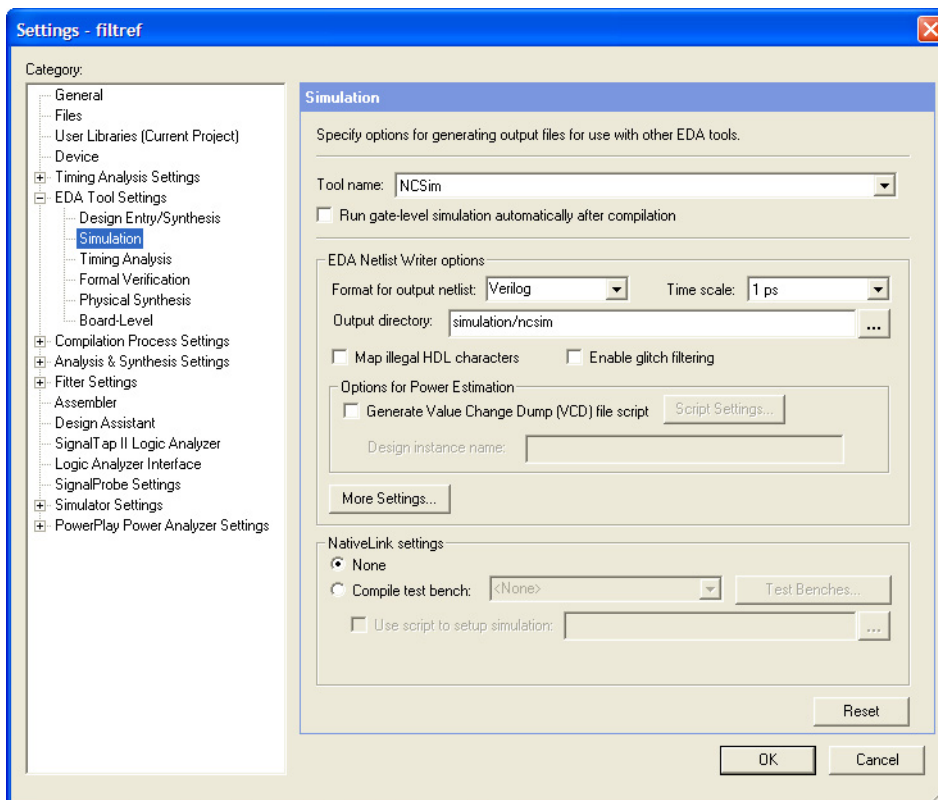 Settings - filtref
Category:
General
Files
User Libraries (Current Project)
Device
Timing Analysis Settings
EDA Tool Settings
Design Entry/Synthesis
Simulation
Timing Analysis
Formal Verification
Physical Synthesis
Board-Level
Compilation Process Settings
Analysis & Synthesis Settings
Fitter Settings
Assembler
Design Assistant
SignalTap II Logic Analyzer
Logic Analyzer Interface
SignalProbe Settings
Simulator Settings
PowerPlay Power Analyzer Settings
Simulation
Specify options for generating output files for use with other EDA tools.
Tool name: NCSim
Run gate-level simulation automatically after compilation
EDA Netlist Writer options
Format for output netlist: Verilog Time scale: 1 ps
Output directory: simulation/ncsim ...
Map illegal HDL characters Enable glitch filtering
Options for Power Estimation
Generate Value Change Dump (VCD) file script Script Settings...
Design instance name:
More Settings...
NativeLink settings
None
Compile test bench: <None> Test Benches...
Use script to setup simulation: ...
Reset
OK Cancel